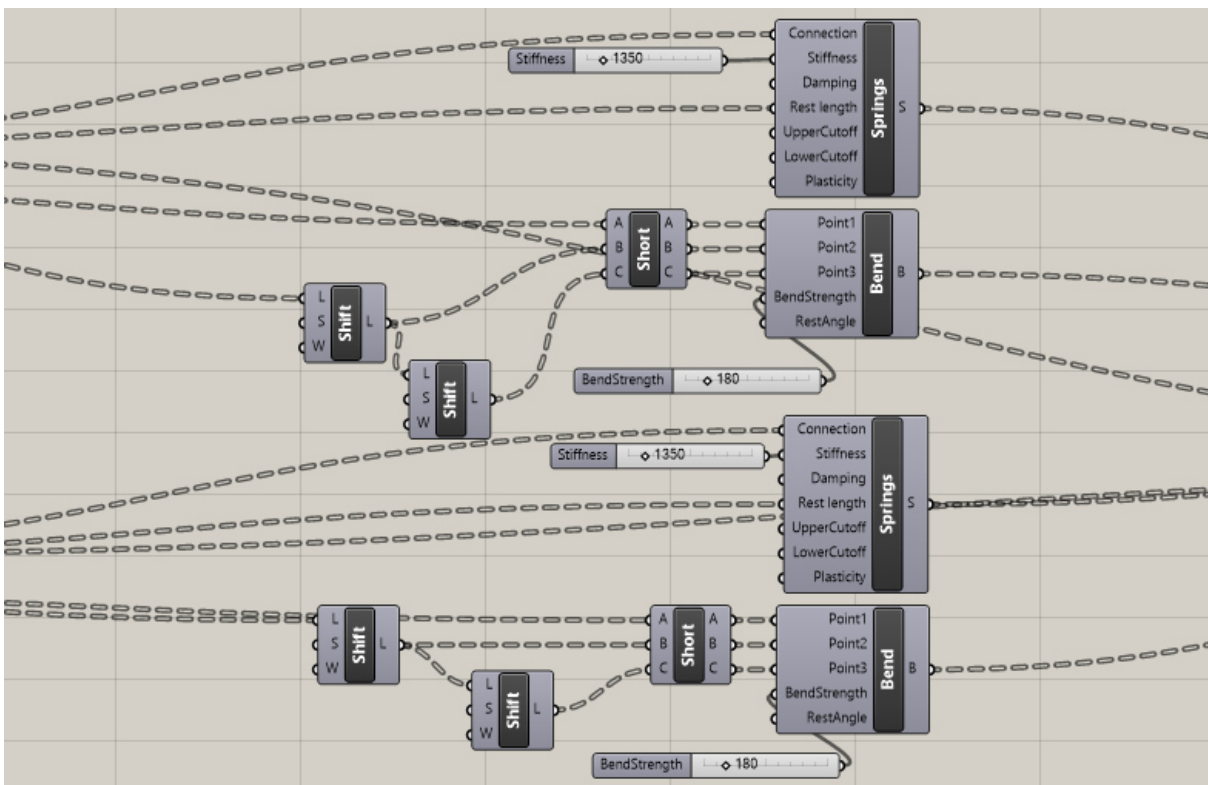 Connection
Stiffness 1350
Stiffness
Damping
Rest length
UpperCutoff
LowerCutoff
Plasticity
Springs
S
A
B
C
Short
A
B
C
Point1
Point2
Point3
BendStrength
RestAngle
Bend
B
L
S
W
Shift
L
L
S
W
Shift
L
BendStrength 180
Connection
Stiffness 1350
Stiffness
Damping
Rest length
UpperCutoff
LowerCutoff
Plasticity
Springs
S
L
S
W
Shift
L
A
B
C
Short
A
B
C
Point1
Point2
Point3
BendStrength
RestAngle
Bend
B
L
S
W
Shift
L
BendStrength 180